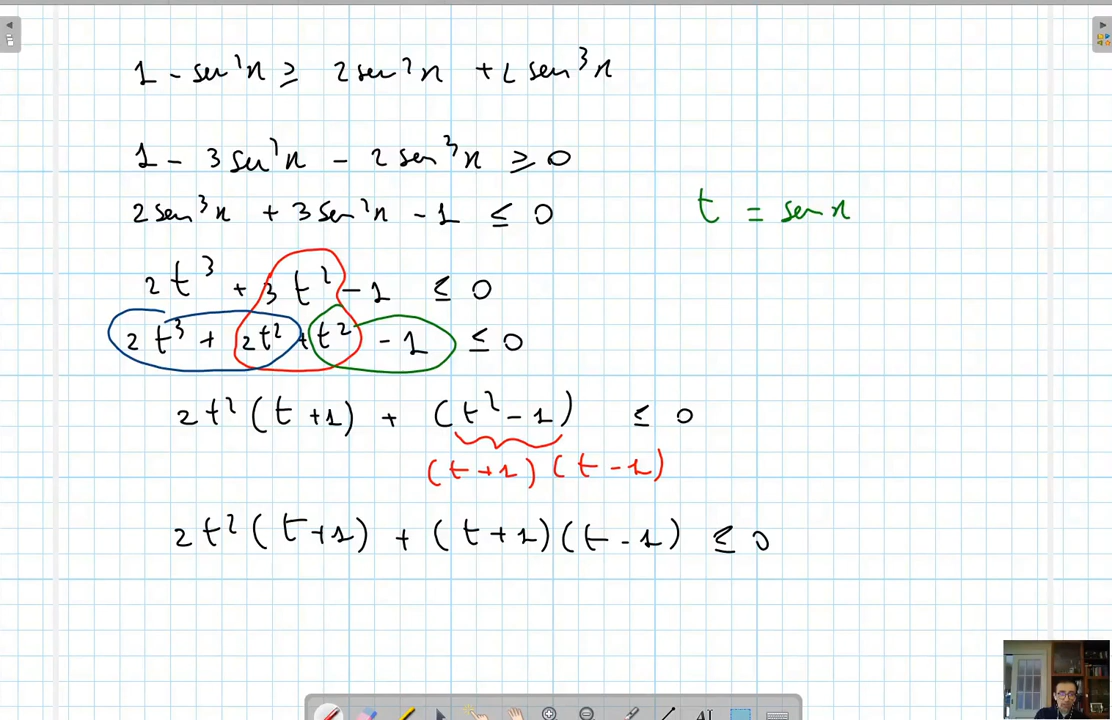 1 - sen²x ≥ 2sen²x + 2sen³x
1 - 3sen²x - 2sen³x ≥ 0
2sen³x + 3sen²x - 1 ≤ 0
t = senx
2t³ + 3t² - 1 ≤ 0
2t³ + 2t² + t² - 1 ≤ 0
2t²(t+1) + (t²-1) ≤ 0
(t+1)(t-1)
2t²(t+1) + (t+1)(t-1) ≤ 0